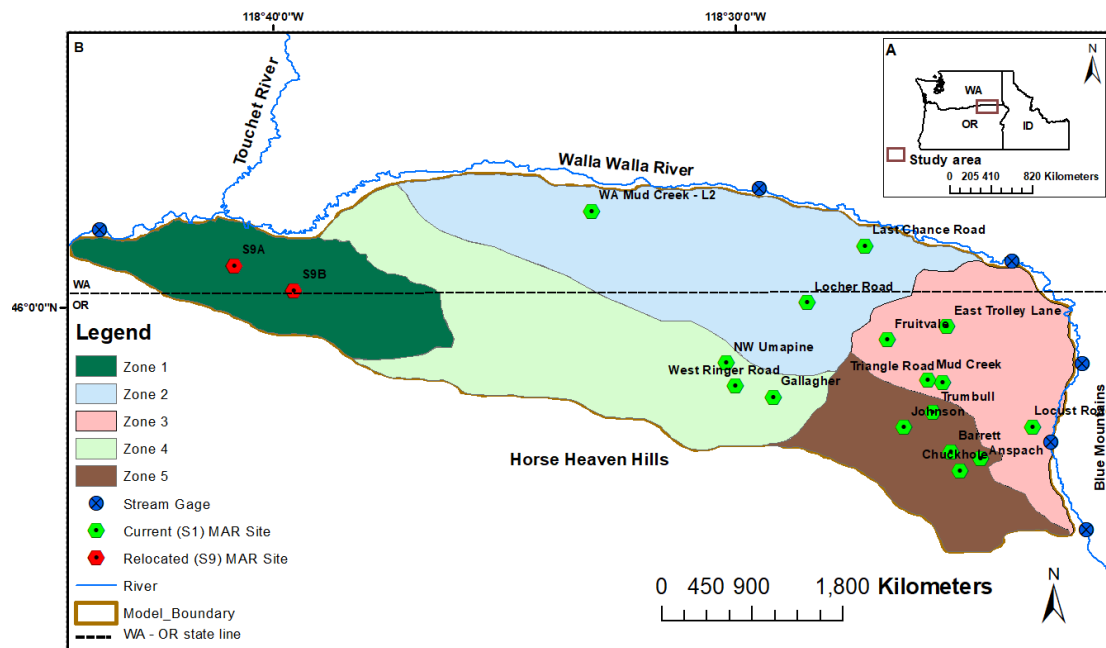 118°40'0"W
118°30'0"W
B
A
N
WA
OR
ID
Study area
0 205 410 820 Kilometers
Touchet River
Walla Walla River
WA Mud Creek - L2
Last Chance Road
S9A
S9B
WA
OR
46°0'0"N
Locher Road
East Trolley Lane
Fruitvale
NW Umapine
Triangle Road
Mud Creek
West Ringer Road
Gallagher
Trumbull
Johnson
Locust Road
Barrett
Anspach
Chuckhole
Blue Mountains
Horse Heaven Hills
Legend
Zone 1
Zone 2
Zone 3
Zone 4
Zone 5
Stream Gage
Current (S1) MAR Site
Relocated (S9) MAR Site
River
Model_Boundary
WA - OR state line
0 450 900 1,800 Kilometers
N